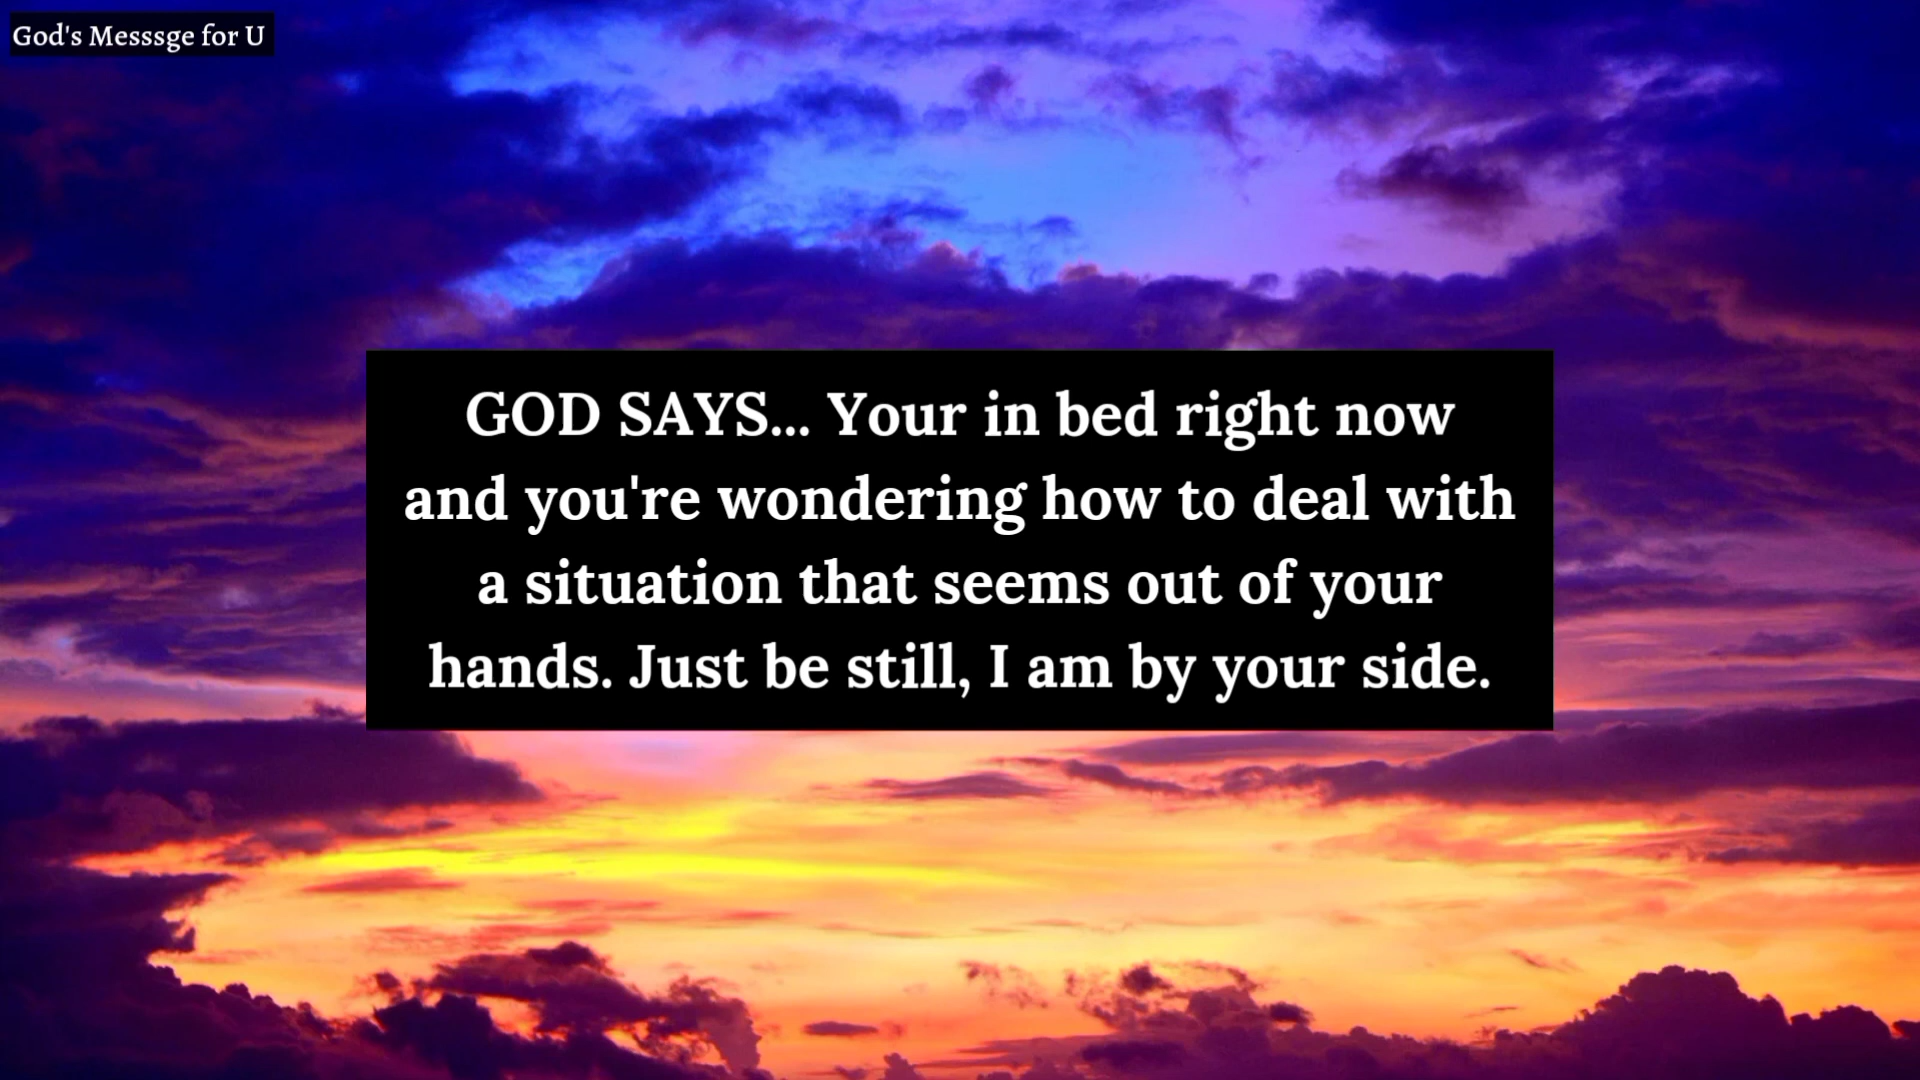 God's Messsge for U
GOD SAYS... Your in bed right now
and you're wondering how to deal with
a situation that seems out of your
hands. Just be still, I am by your side.